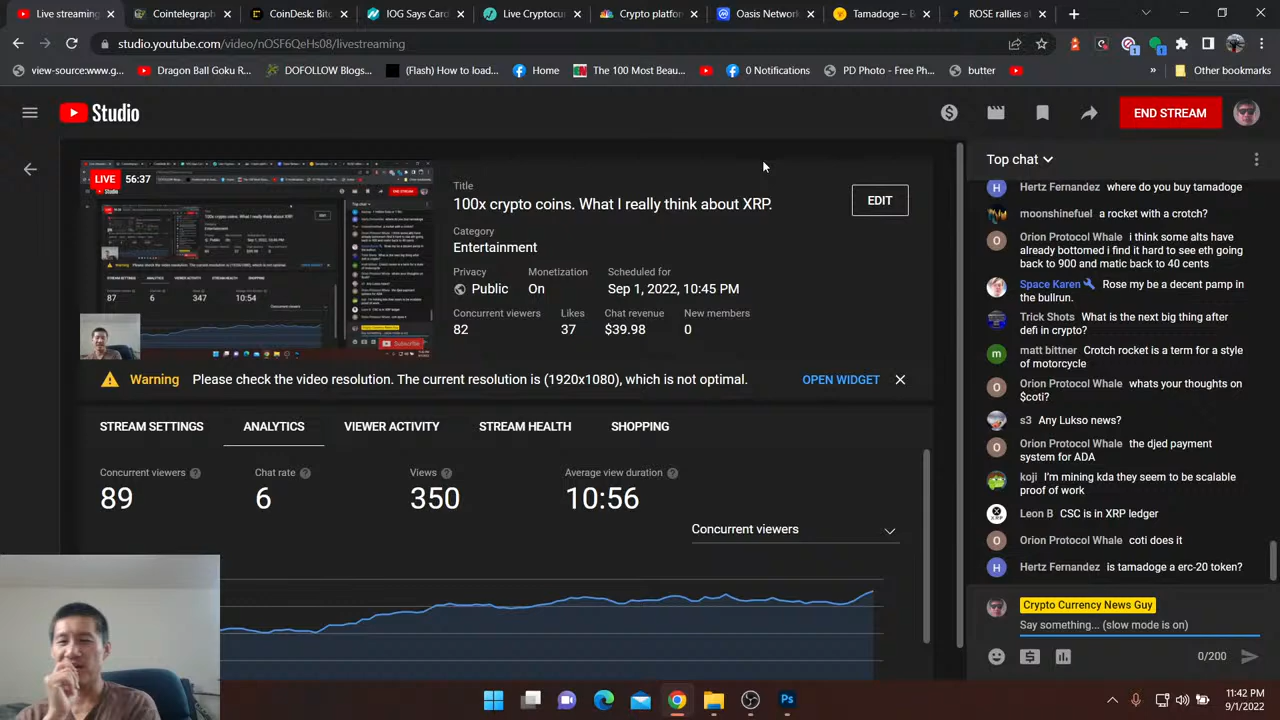 Live streaming
Cointelegraph
CoinDesk: Bitc
IOG Says Card
Live Cryptocur
Crypto platfor
Oasis Network
Tamadoge – B
ROSE rallies a
studio.youtube.com/video/nOSF6QeHs08/livestreaming
view-source:www.g...
Dragon Ball Goku R...
DOFOLLOW Blogs...
(Flash) How to load...
Home
The 100 Most Beau...
0 Notifications
PD Photo - Free Ph...
butter
Other bookmarks
Studio
END STREAM
LIVE 56:37
Title
100x crypto coins. What I really think about XRP.
EDIT
Category
Entertainment
Privacy Monetization Scheduled for
Public On Sep 1, 2022, 10:45 PM
Concurrent viewers Likes Chat revenue New members
82 37 $39.98 0
Warning Please check the video resolution. The current resolution is (1920x1080), which is not optimal. OPEN WIDGET
STREAM SETTINGS ANALYTICS VIEWER ACTIVITY STREAM HEALTH SHOPPING
Concurrent viewers Chat rate Views Average view duration
89 6 350 10:56
Concurrent viewers
Top chat
Hertz Fernandez where do you buy tamadoge
moonshinefuel a rocket with a crotch?
Orion Protocol Whale i think some alts have
already bottomed i find it hard to see eth going
back to 900 and matic back to 40 cents
Space Karen Rose my be a decent pamp in
the bullrun.
Trick Shots What is the next big thing after
defi in crypto?
matt bittner Crotch rocket is a term for a style
of motorcycle
Orion Protocol Whale whats your thoughts on
$coti?
s3 Any Lukso news?
Orion Protocol Whale the djed payment
system for ADA
koji I'm mining kda they seem to be scalable
proof of work
Leon B CSC is in XRP ledger
Orion Protocol Whale coti does it
Hertz Fernandez is tamadoge a erc-20 token?
Crypto Currency News Guy
Say something... (slow mode is on)
0/200
11:42 PM
9/1/2022